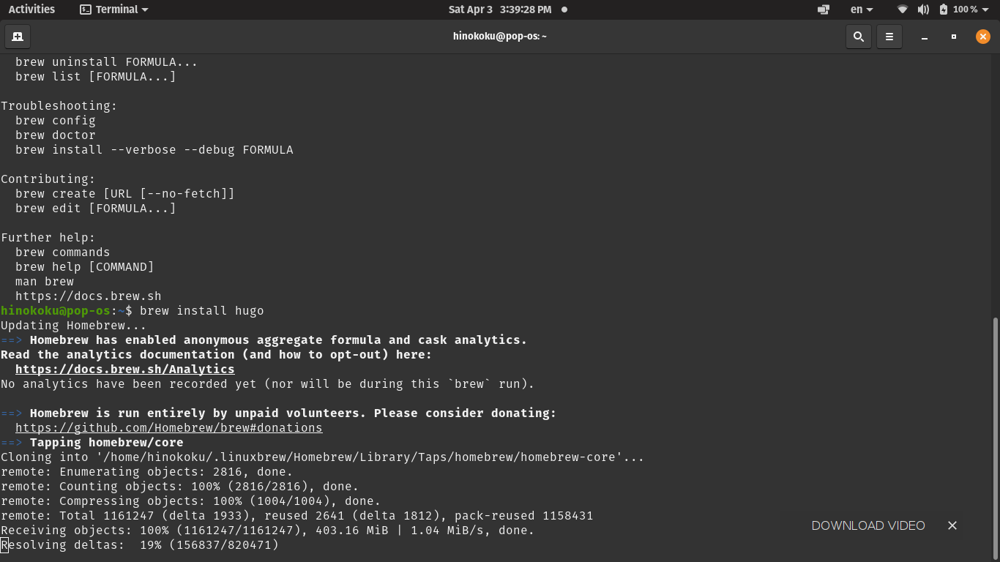 Activities Terminal Sat Apr 3 3:39:28 PM en 100 %
hinokoku@pop-os: ~
brew uninstall FORMULA...
brew list [FORMULA...]
Troubleshooting:
brew config
brew doctor
brew install --verbose --debug FORMULA
Contributing:
brew create [URL [--no-fetch]]
brew edit [FORMULA...]
Further help:
brew commands
brew help [COMMAND]
man brew
https://docs.brew.sh
hinokoku@pop-os:~$ brew install hugo
Updating Homebrew...
==> Homebrew has enabled anonymous aggregate formula and cask analytics.
Read the analytics documentation (and how to opt-out) here:
https://docs.brew.sh/Analytics
No analytics have been recorded yet (nor will be during this `brew` run).
==> Homebrew is run entirely by unpaid volunteers. Please consider donating:
https://github.com/Homebrew/brew#donations
==> Tapping homebrew/core
Cloning into '/home/hinokoku/.linuxbrew/Homebrew/Library/Taps/homebrew/homebrew-core'...
remote: Enumerating objects: 2816, done.
remote: Counting objects: 100% (2816/2816), done.
remote: Compressing objects: 100% (1004/1004), done.
remote: Total 1161247 (delta 1933), reused 2641 (delta 1812), pack-reused 1158431
Receiving objects: 100% (1161247/1161247), 403.16 MiB | 1.04 MiB/s, done.
Resolving deltas:  19% (156837/820471)
DOWNLOAD VIDEO